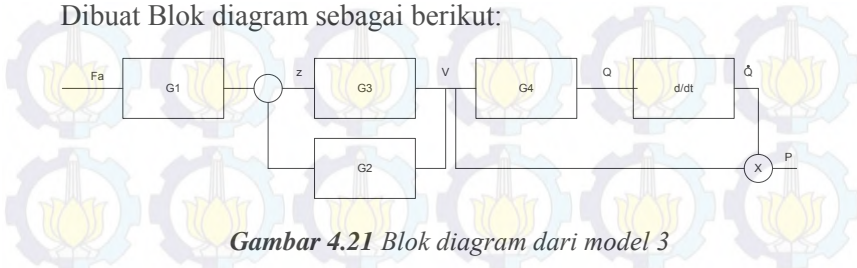 Dibuat Blok diagram sebagai berikut:
Fa
G1
z
G3
V
G4
Q
d/dt
Q̇
G2
X
P
Gambar 4.21 Blok diagram dari model 3